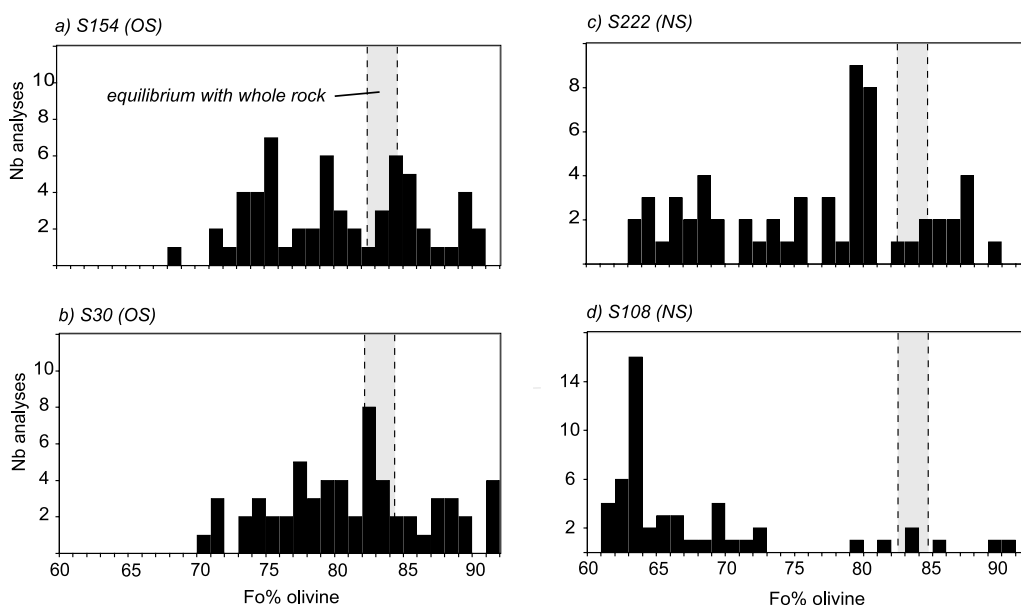 a) S154 (OS)
Nb analyses
10
8
6
4
2
equilibrium with whole rock
b) S30 (OS)
Nb analyses
10
8
6
4
2
60 65 70 75 80 85 90
Fo% olivine
c) S222 (NS)
8
6
4
2
d) S108 (NS)
14
10
6
2
60 65 70 75 80 85 90
Fo% olivine